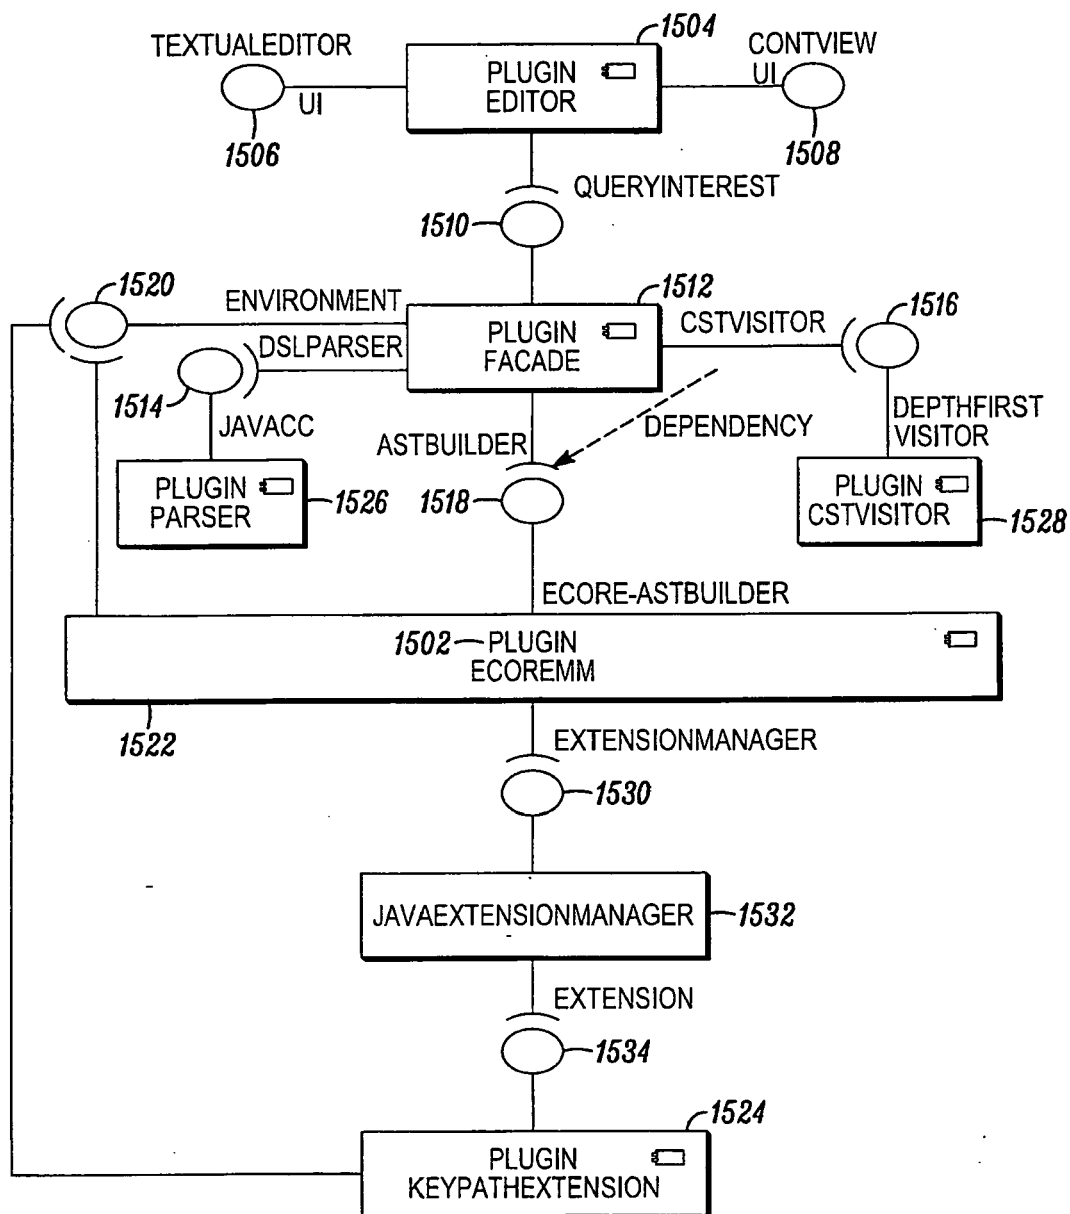 1504
TEXTUALEDITOR
CONTVIEW
PLUGIN
EDITOR
UI
UI
1506
1508
QUERYINTEREST
1510
1520
1512
1516
ENVIRONMENT
PLUGIN
FACADE
CSTVISITOR
DSLPARSER
1514
JAVACC
ASTBUILDER
DEPENDENCY
DEPTHFIRST
VISITOR
PLUGIN
PARSER
1526
1518
PLUGIN
CSTVISITOR
1528
ECORE-ASTBUILDER
1502
PLUGIN
ECOREMM
1522
EXTENSIONMANAGER
1530
JAVAEXTENSIONMANAGER
1532
EXTENSION
1534
1524
PLUGIN
KEYPATHEXTENSION